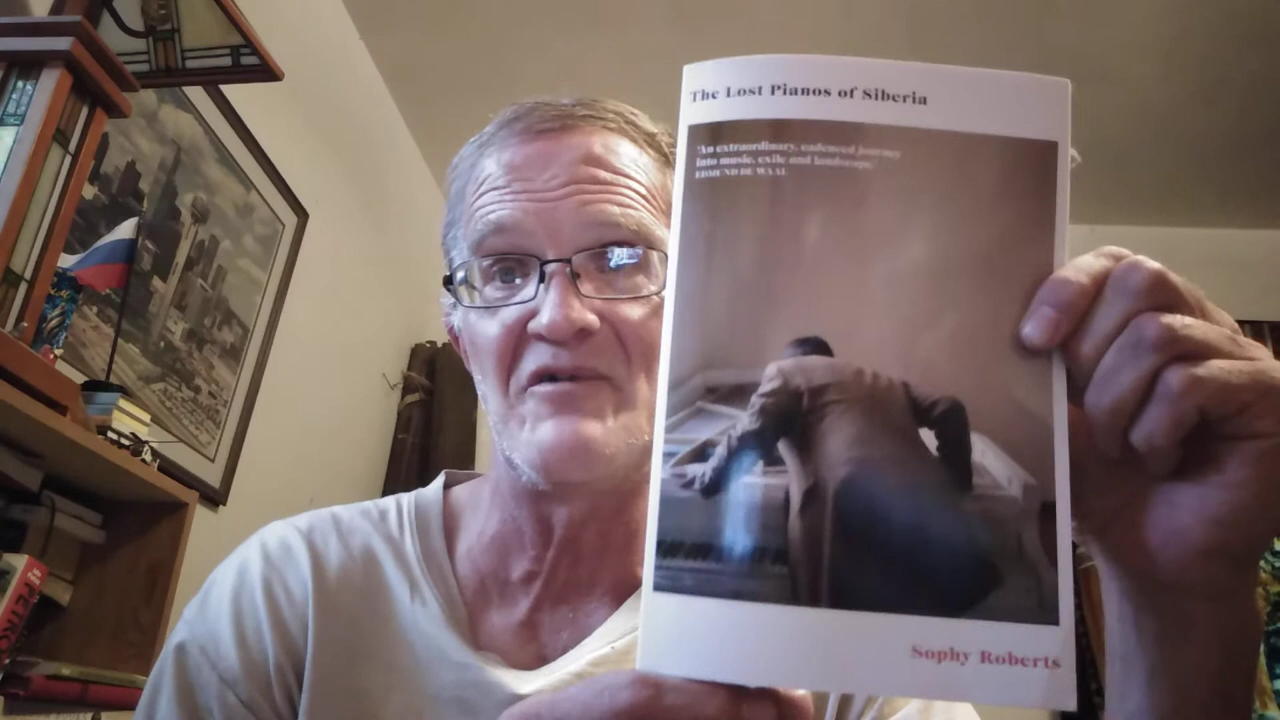 The Lost Pianos of Siberia
'An extraordinary, cadenced journey
into music, exile and landscape,'
EDMUND DE WAAL
Sophy Roberts
PETRO